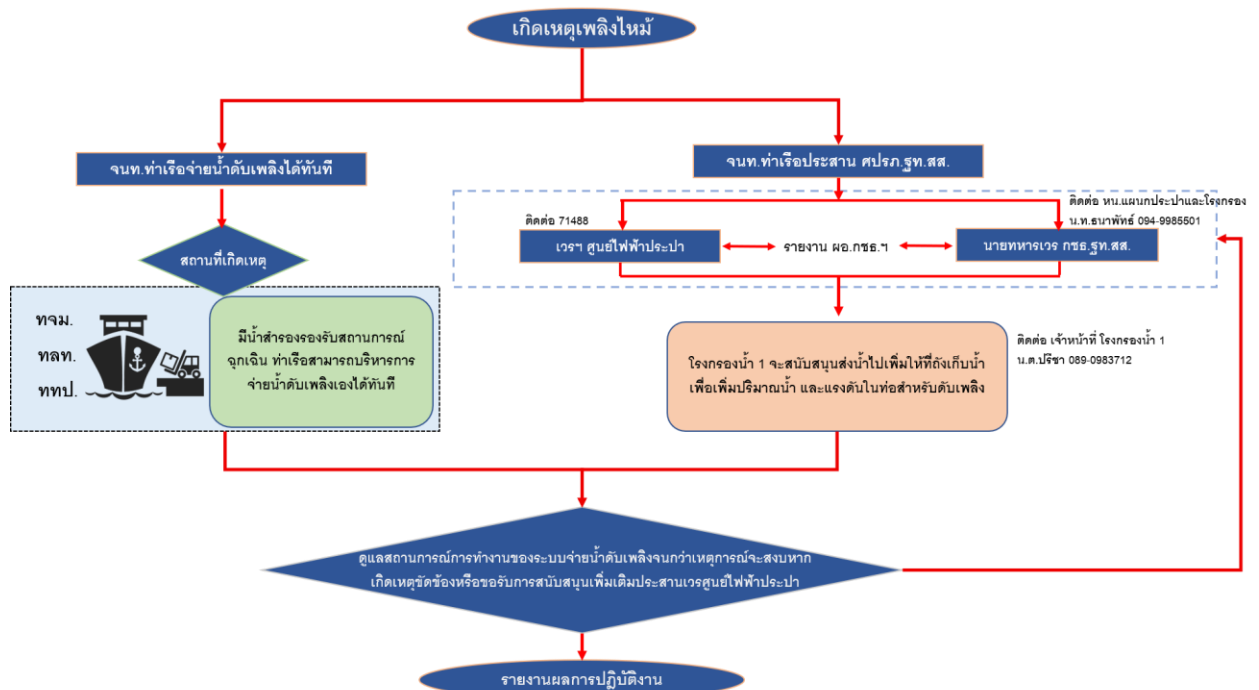 เกิดเหตุเพลิงไหม้
จนท.ท่าเรือจ่ายน้ำดับเพลิงได้ทันที
จนท.ท่าเรือประสาน ศปรภ.ฐท.สส.
ติดต่อ หน.แผนกประปาและโรงกรอง
น.ท.ธนาพัทธ์ 094-9985501
ติดต่อ 71488
เวรฯ ศูนย์ไฟฟ้าประปา
รายงาน ผอ.กชธ.ฯ
นายทหารเวร กชธ.ฐท.สส.
สถานที่เกิดเหตุ
ทจม.
ทลท.
ททป.
มีน้ำสำรองรองรับสถานการณ์
ฉุกเฉิน ท่าเรือสามารถบริหารการ
จ่ายน้ำดับเพลิงเองได้ทันที
โรงกรองน้ำ 1 จะสนับสนุนส่งน้ำไปเพิ่มให้ที่ถังเก็บน้ำ
เพื่อเพิ่มปริมาณน้ำ และแรงดันในท่อสำหรับดับเพลิง
ติดต่อ เจ้าหน้าที่ โรงกรองน้ำ 1
น.ต.ปรีชา 089-0983712
ดูแลสถานการณ์การทำงานของระบบจ่ายน้ำดับเพลิงจนกว่าเหตุการณ์จะสงบหาก
เกิดเหตุขัดข้องหรือขอรับการสนับสนุนเพิ่มเติมประสานเวรศูนย์ไฟฟ้าประปา
รายงานผลการปฏิบัติงาน